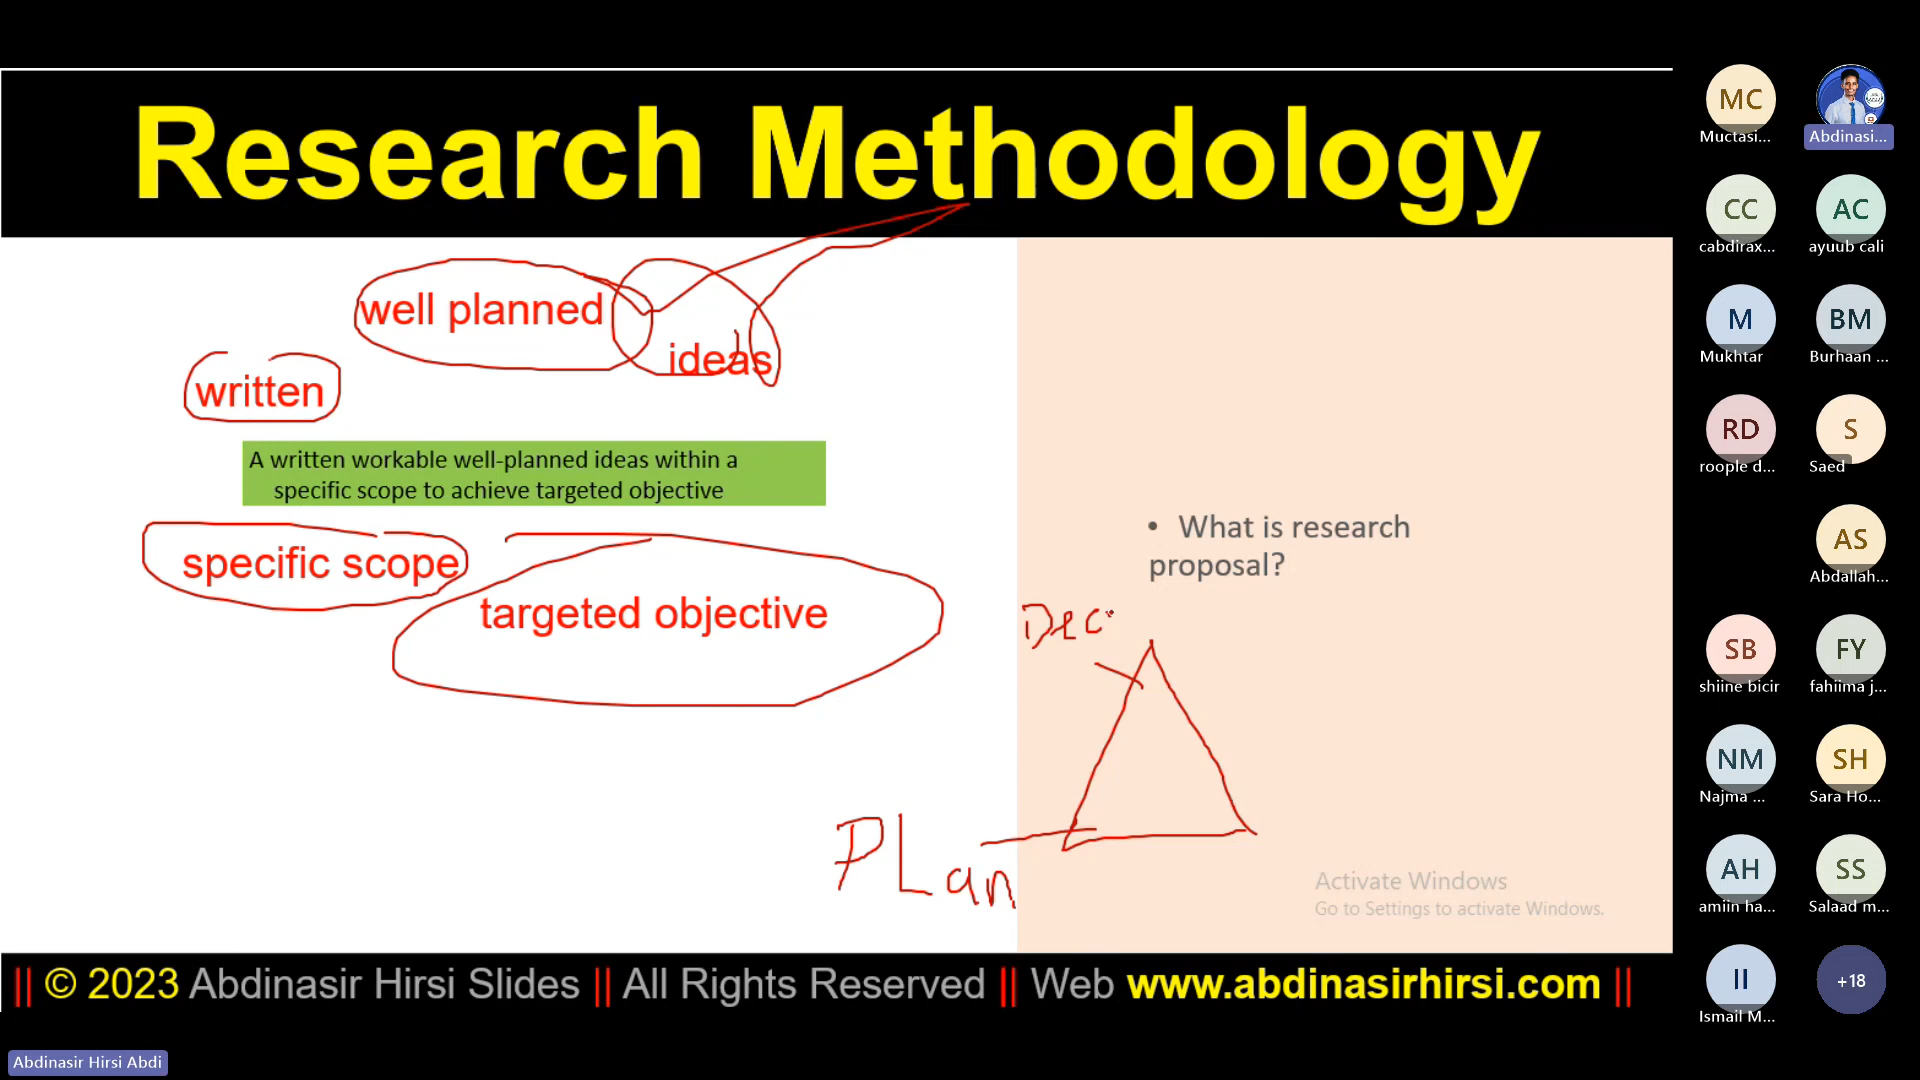 Research Methodology
well planned
ideas
written
A written workable well-planned ideas within a
specific scope to achieve targeted objective
specific scope
targeted objective
• What is research
proposal?
Dec
PLan
Activate Windows
Go to Settings to activate Windows.
|| © 2023 Abdinasir Hirsi Slides || All Rights Reserved || Web www.abdinasirhirsi.com ||
Abdinasir Hirsi Abdi
MC
Muctasi...
Abdinasi...
CC
cabdirax...
AC
ayuub cali
M
Mukhtar
BM
Burhaan ...
RD
roople d...
S
Saed
AS
Abdallah...
SB
shiine bicir
FY
fahiima j...
NM
Najma ...
SH
Sara Ho...
AH
amiin ha...
SS
Salaad m...
II
Ismail M...
+18